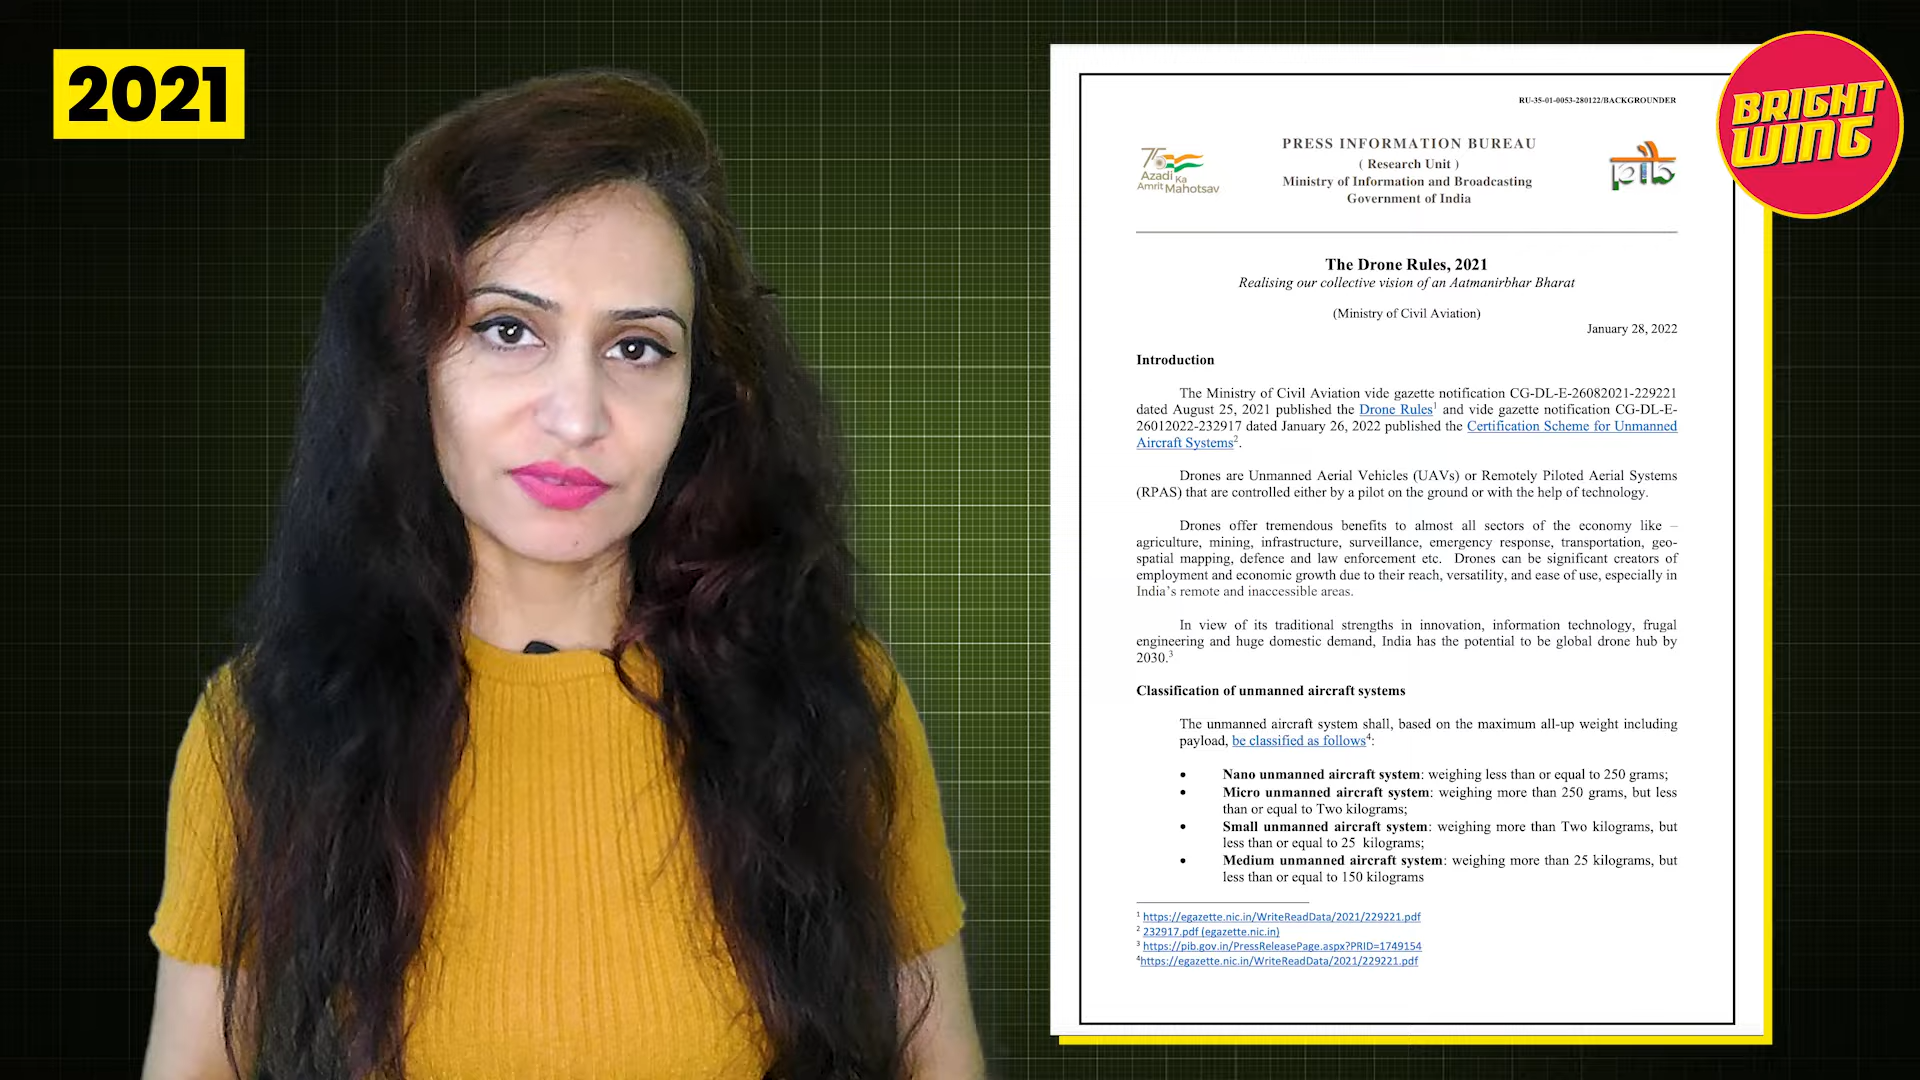 2021
BRIGHT
WING
RU-35-01-0053-280122/BACKGROUNDER
75
Azadi Ka
Amrit Mahotsav
PRESS INFORMATION BUREAU
( Research Unit )
Ministry of Information and Broadcasting
Government of India
pib
The Drone Rules, 2021
Realising our collective vision of an Aatmanirbhar Bharat
(Ministry of Civil Aviation)
January 28, 2022
Introduction
The Ministry of Civil Aviation vide gazette notification CG-DL-E-26082021-229221
dated August 25, 2021 published the Drone Rules¹ and vide gazette notification CG-DL-E-
26012022-232917 dated January 26, 2022 published the Certification Scheme for Unmanned
Aircraft Systems².
Drones are Unmanned Aerial Vehicles (UAVs) or Remotely Piloted Aerial Systems
(RPAS) that are controlled either by a pilot on the ground or with the help of technology.
Drones offer tremendous benefits to almost all sectors of the economy like –
agriculture, mining, infrastructure, surveillance, emergency response, transportation, geo-
spatial mapping, defence and law enforcement etc. Drones can be significant creators of
employment and economic growth due to their reach, versatility, and ease of use, especially in
India's remote and inaccessible areas.
In view of its traditional strengths in innovation, information technology, frugal
engineering and huge domestic demand, India has the potential to be global drone hub by
2030.³
Classification of unmanned aircraft systems
The unmanned aircraft system shall, based on the maximum all-up weight including
payload, be classified as follows⁴:
• Nano unmanned aircraft system: weighing less than or equal to 250 grams;
• Micro unmanned aircraft system: weighing more than 250 grams, but less
than or equal to Two kilograms;
• Small unmanned aircraft system: weighing more than Two kilograms, but
less than or equal to 25 kilograms;
• Medium unmanned aircraft system: weighing more than 25 kilograms, but
less than or equal to 150 kilograms
¹ https://egazette.nic.in/WriteReadData/2021/229221.pdf
² 232917.pdf (egazette.nic.in)
³ https://pib.gov.in/PressReleasePage.aspx?PRID=1749154
⁴https://egazette.nic.in/WriteReadData/2021/229221.pdf